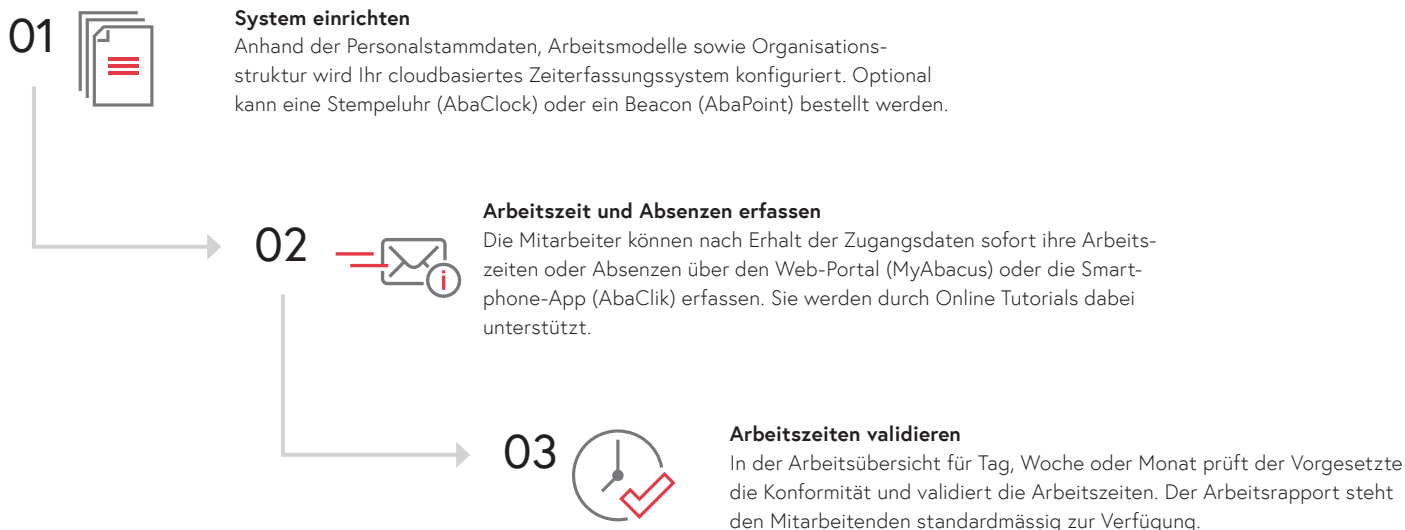 01
System einrichten
Anhand der Personalstammdaten, Arbeitsmodelle sowie Organisations-
struktur wird Ihr cloudbasiertes Zeiterfassungssystem konfiguriert. Optional
kann eine Stempeluhr (AbaClock) oder ein Beacon (AbaPoint) bestellt werden.
02
i
Arbeitszeit und Absenzen erfassen
Die Mitarbeiter können nach Erhalt der Zugangsdaten sofort ihre Arbeits-
zeiten oder Absenzen über den Web-Portal (MyAbacus) oder die Smart-
phone-App (AbaClik) erfassen. Sie werden durch Online Tutorials dabei
unterstützt.
03
Arbeitszeiten validieren
In der Arbeitsübersicht für Tag, Woche oder Monat prüft der Vorgesetzte
die Konformität und validiert die Arbeitszeiten. Der Arbeitsrapport steht
den Mitarbeitenden standardmässig zur Verfügung.